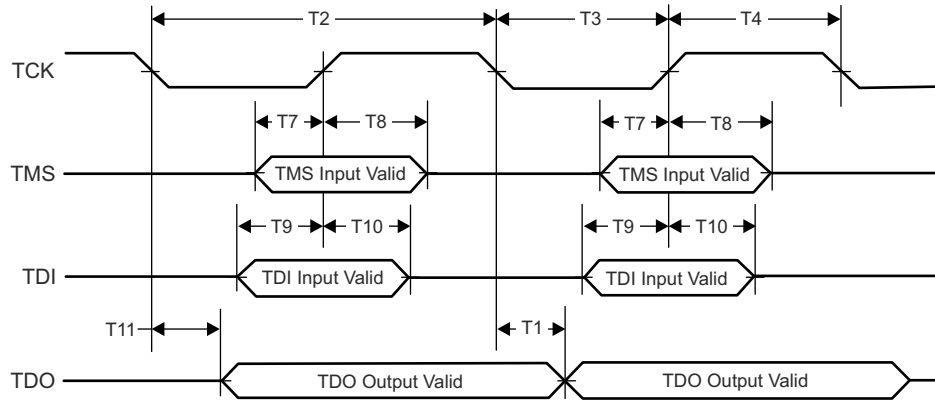 T2
T3
T4
TCK
T7
T8
T7
T8
TMS
TMS Input Valid
TMS Input Valid
T9
T10
T9
T10
TDI
TDI Input Valid
TDI Input Valid
T11
T1
TDO
TDO Output Valid
TDO Output Valid